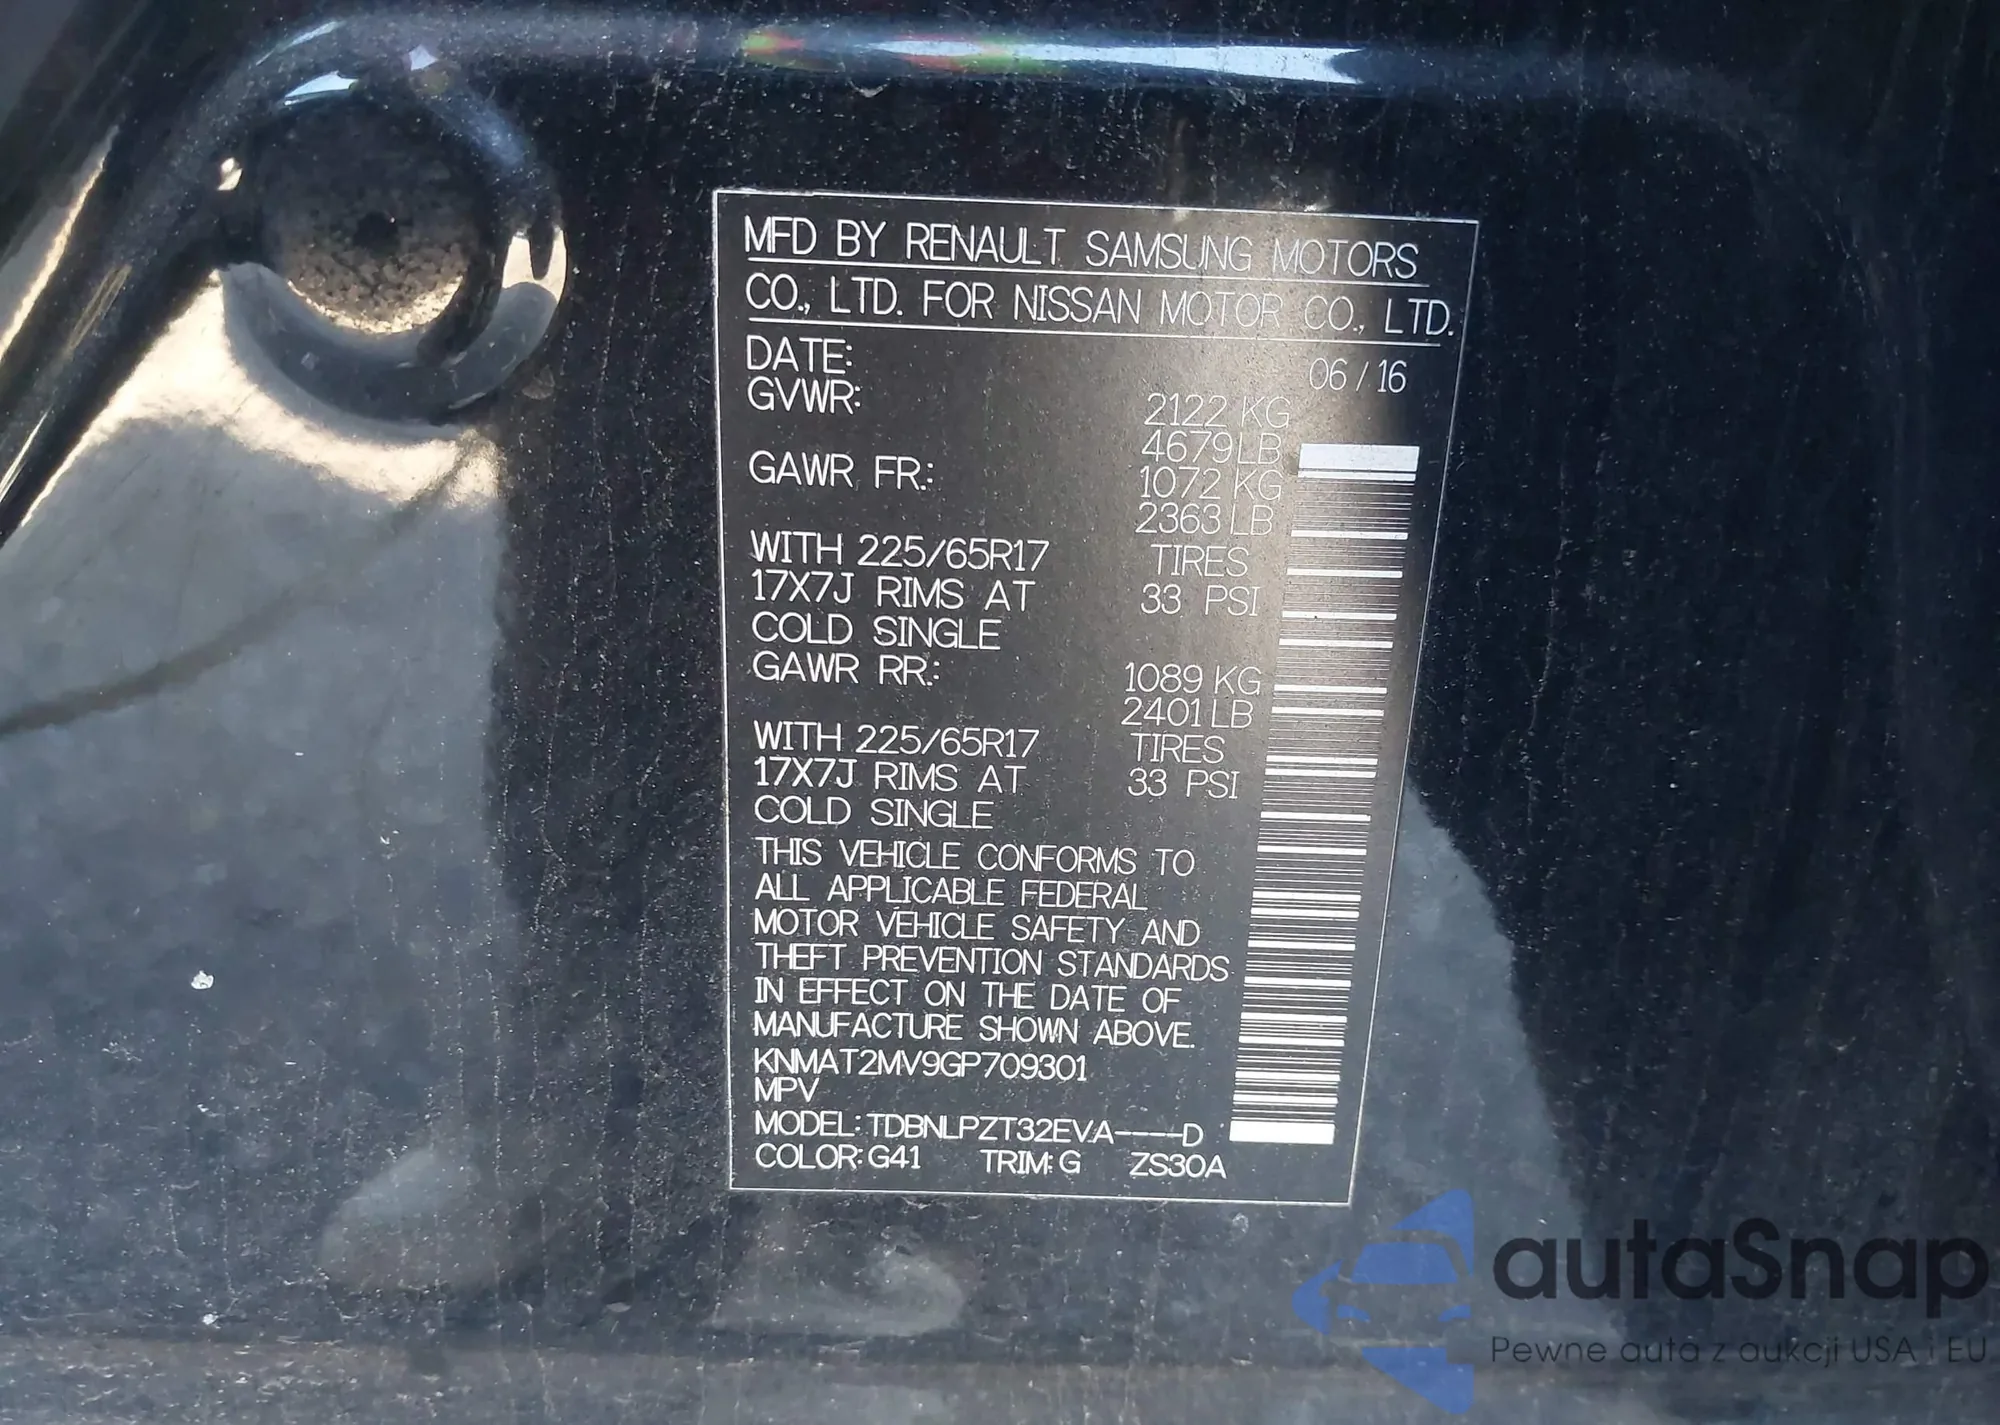 MFD BY RENAULT SAMSUNG MOTORS
CO., LTD. FOR NISSAN MOTOR CO., LTD.
DATE: 06 / 16
GVWR: 2122 KG
4679 LB
GAWR FR.: 1072 KG
2363 LB
WITH 225/65R17 TIRES
17X7J RIMS AT 33 PSI
COLD SINGLE
GAWR RR.: 1089 KG
2401 LB
WITH 225/65R17 TIRES
17X7J RIMS AT 33 PSI
COLD SINGLE
THIS VEHICLE CONFORMS TO
ALL APPLICABLE FEDERAL
MOTOR VEHICLE SAFETY AND
THEFT PREVENTION STANDARDS
IN EFFECT ON THE DATE OF
MANUFACTURE SHOWN ABOVE.
KNMAT2MV9GP709301
MPV
MODEL: TDBNLPZT32EVA----D
COLOR: G41 TRIM: G ZS30A
autaSnap
Pewne auta z aukcji USA i EU